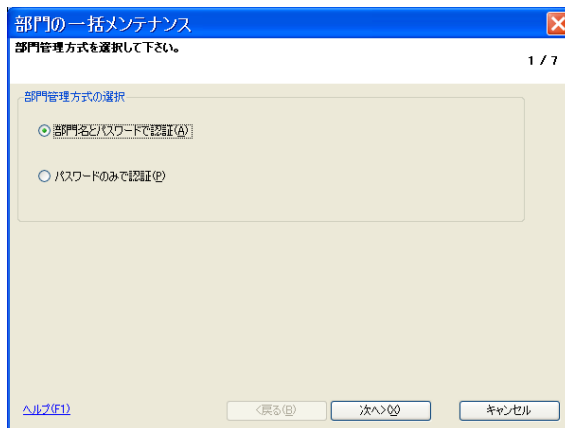 部門の一括メンテナンス
部門管理方式を選択して下さい。
1 / 7
部門管理方式の選択
部門名とパスワードで認証(A)
パスワードのみで認証(P)
ヘルプ(F1)
<戻る(B)
次へ>(X)
キャンセル